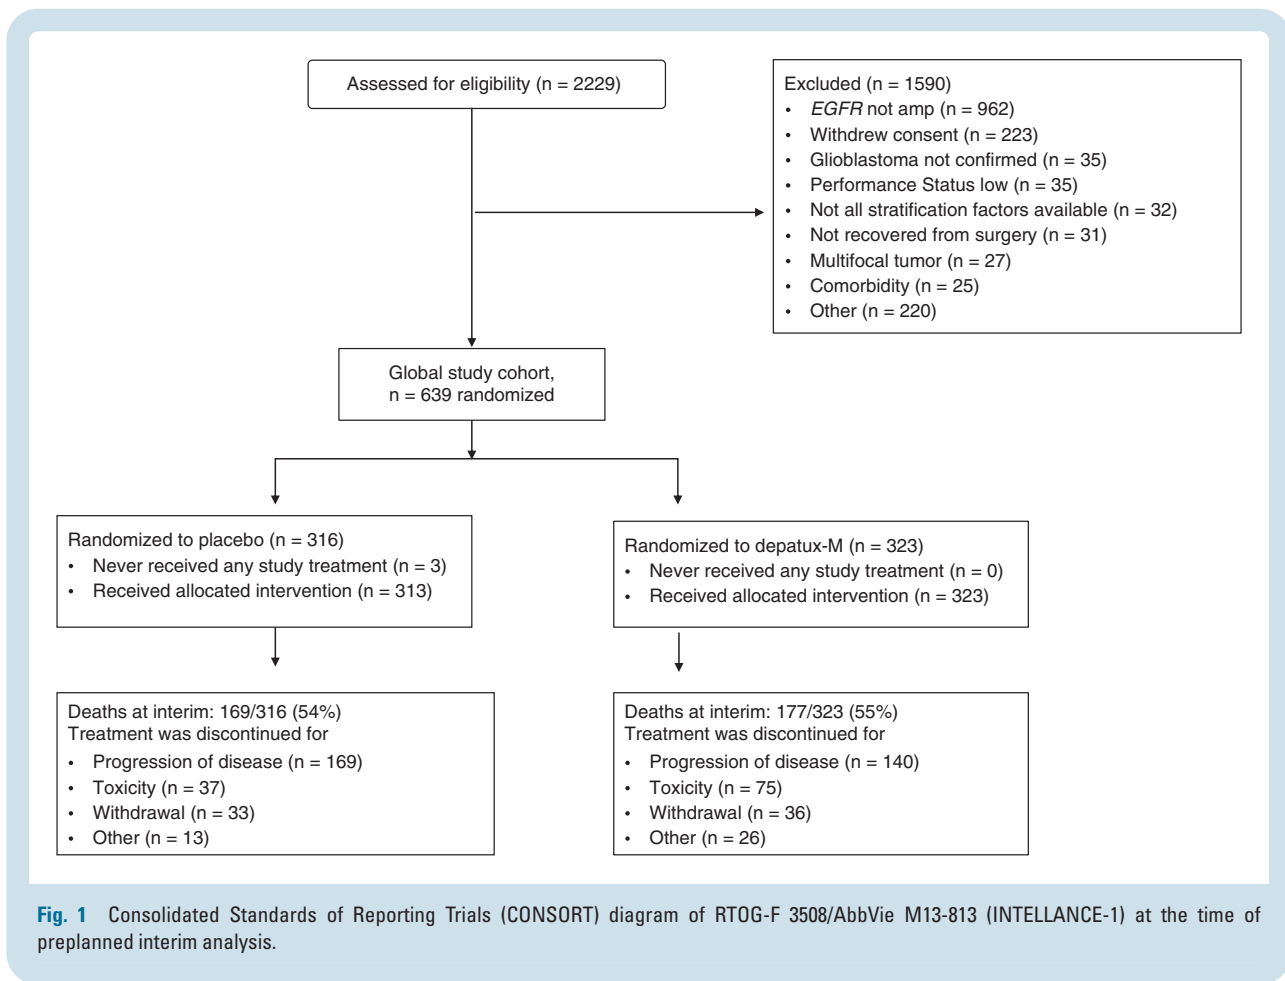 Assessed for eligibility (n = 2229)
Excluded (n = 1590)
• EGFR not amp (n = 962)
• Withdrew consent (n = 223)
• Glioblastoma not confirmed (n = 35)
• Performance Status low (n = 35)
• Not all stratification factors available (n = 32)
• Not recovered from surgery (n = 31)
• Multifocal tumor (n = 27)
• Comorbidity (n = 25)
• Other (n = 220)
Global study cohort,
n = 639 randomized
Randomized to placebo (n = 316)
• Never received any study treatment (n = 3)
• Received allocated intervention (n = 313)
Randomized to depatux-M (n = 323)
• Never received any study treatment (n = 0)
• Received allocated intervention (n = 323)
Deaths at interim: 169/316 (54%)
Treatment was discontinued for
• Progression of disease (n = 169)
• Toxicity (n = 37)
• Withdrawal (n = 33)
• Other (n = 13)
Deaths at interim: 177/323 (55%)
Treatment was discontinued for
• Progression of disease (n = 140)
• Toxicity (n = 75)
• Withdrawal (n = 36)
• Other (n = 26)
Fig. 1 Consolidated Standards of Reporting Trials (CONSORT) diagram of RTOG-F 3508/AbbVie M13-813 (INTELLANCE-1) at the time of
preplanned interim analysis.